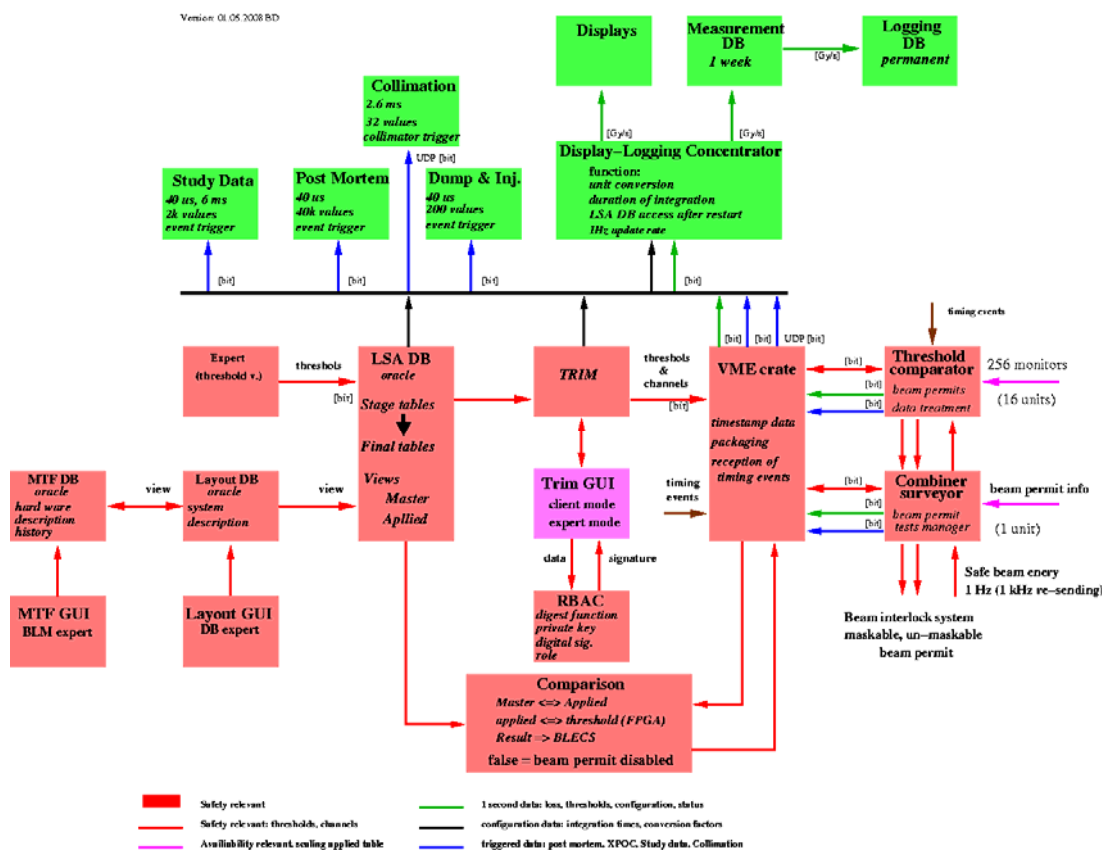 Version: 01.05.2008 BD
Displays
Measurement
DB
1 week
[Gy/s]
Logging
DB
permanent
Collimation
2.6 ms
32 values
collimator trigger
UDP [bit]
[Gy/s]
[Gy/s]
Study Data
40 us, 6 ms
2k values
event trigger
Post Mortem
40 us
40k values
event trigger
Dump & Inj.
40 us
200 values
event trigger
Display-Logging Concentrator
function:
unit conversion
duration of integration
LSA DB access after restart
1Hz update rate
[bit]
[bit]
[bit]
[bit]
timing events
[bit]
[bit]
UDP [bit]
Expert
(threshold v.)
threshols
[bit]
LSA DB
oracle
Stage tables
Final tables
Views
Master
Apllied
TRIM
threshols
&
channels
[bit]
VME crate
timestamp data
packaging
reception of
timing events
[bit]
[bit]
[bit]
Threshold
comparator
beam permits
data treatment
256 monitors
(16 units)
MTF DB
oracle
hard ware
description
history
view
Layout DB
oracle
system
description
view
Trim GUI
client mode
expert mode
timing
events
[bit]
[bit]
[bit]
Combiner
surveyor
beam permit
tests manager
beam permit info
(1 unit)
data
signature
MTF GUI
BLM expert
Layout GUI
DB expert
RBAC
digest function
private key
digital sig.
role
Safe beam enery
1 Hz (1 kHz re-sending)
Beam interlock system
maskable, un-maskable
beam permit
Comparison
Master <=> Applied
applied <=> threshold (FPGA)
Result => BLECS
false = beam permit disabled
Safety relevant
Safety relevant: thresholds, channels
Availiability relevant, scaling applied table
1 second data: loss, thresholds, configuration, status
configuration data: integration times, conversion factors
triggered data: post mortem, XPOC, Study data, Collimation